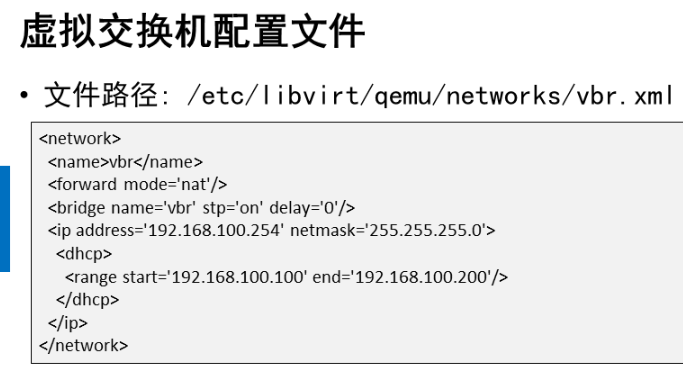 虚拟交换机配置文件
• 文件路径: /etc/libvirt/qemu/networks/vbr.xml
<network>
  <name>vbr</name>
  <forward mode='nat'/>
  <bridge name='vbr' stp='on' delay='0'/>
  <ip address='192.168.100.254' netmask='255.255.255.0'>
    <dhcp>
      <range start='192.168.100.100' end='192.168.100.200'/>
    </dhcp>
  </ip>
</network>